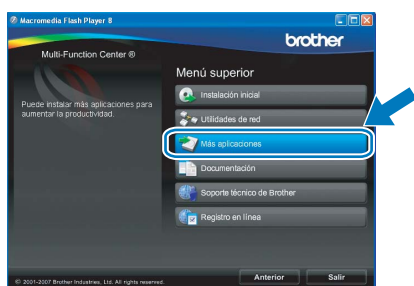 Macromedia Flash Player 8
brother
Multi-Function Center ®
Menú superior
Instalación inicial
Puede instalar más aplicaciones para
aumentar la productividad.
Utilidades de red
Más aplicaciones
Documentación
Soporte técnico de Brother
Registro en línea
© 2001-2007 Brother Industries, Ltd. All rights reserved.
Anterior
Salir